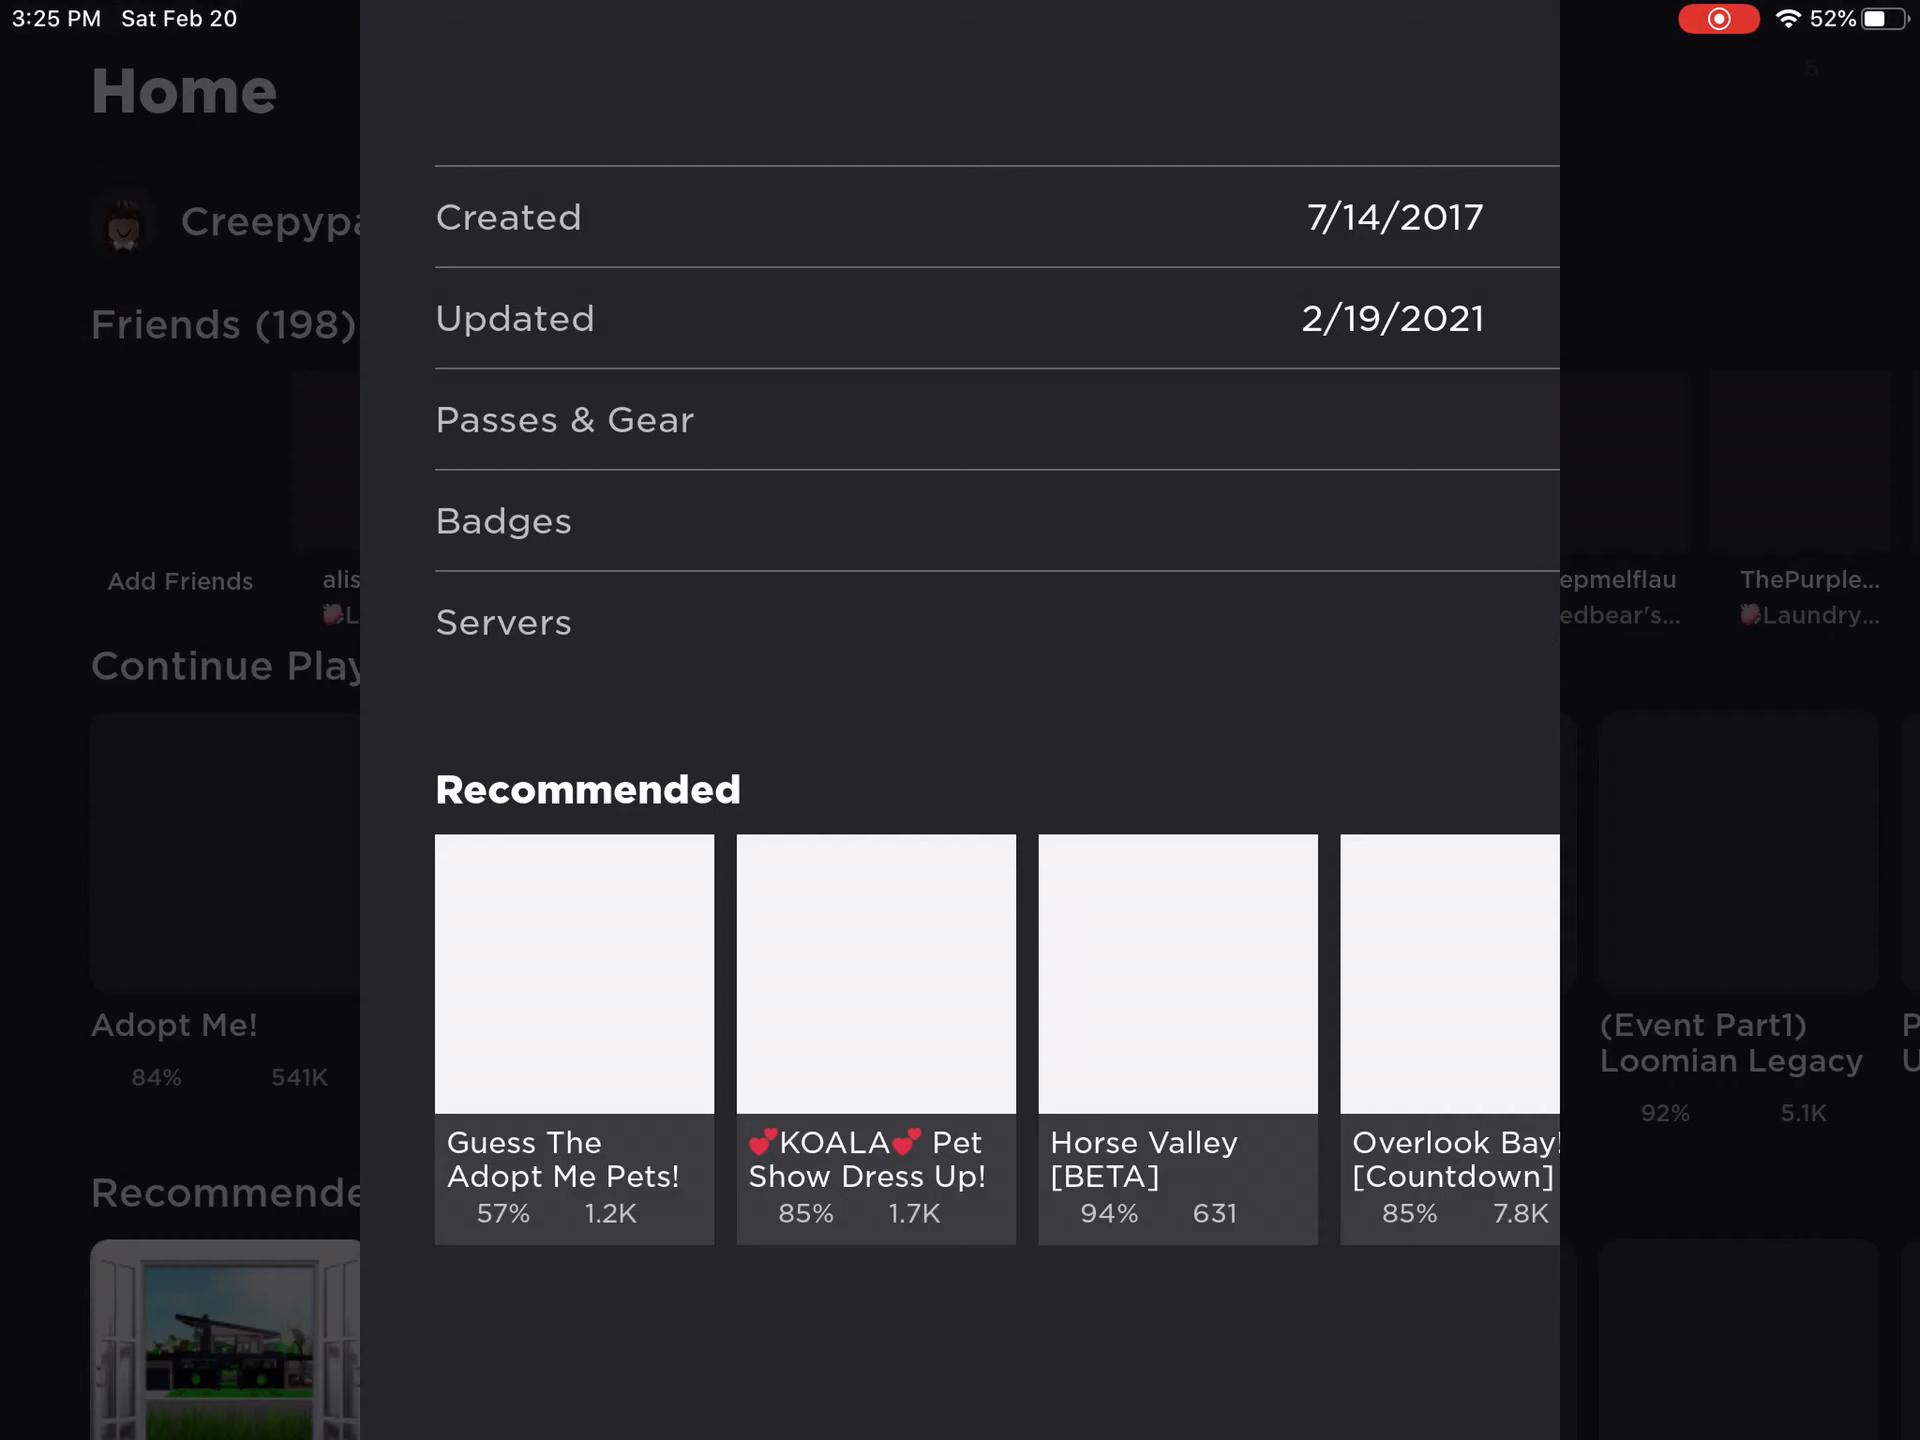 3:25 PM Sat Feb 20
52%
Home
Creepypa
Friends (198)
Add Friends
alis
L
epmelflau
edbear's...
ThePurple...
Laundry...
Continue Play
Adopt Me!
84% 541K
(Event Part1)
Loomian Legacy
92% 5.1K
P
U
Recommende
Created 7/14/2017
Updated 2/19/2021
Passes & Gear
Badges
Servers
Recommended
Guess The
Adopt Me Pets!
57% 1.2K
💕KOALA💕 Pet
Show Dress Up!
85% 1.7K
Horse Valley
[BETA]
94% 631
Overlook Bay!
[Countdown]
85% 7.8K